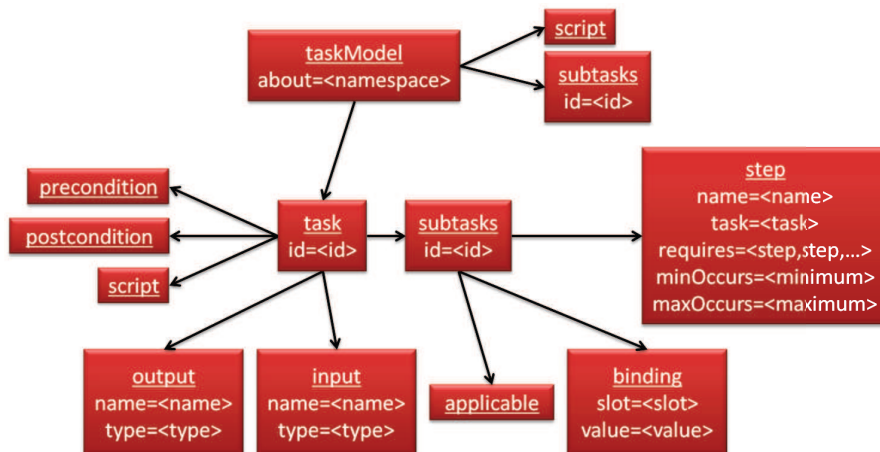 taskModel
about=<namespace>
script
subtasks
id=<id>
precondition
postcondition
script
task
id=<id>
subtasks
id=<id>
step
name=<name>
task=<task>
requires=<step,step,...>
minOccurs=<minimum>
maxOccurs=<maximum>
output
name=<name>
type=<type>
input
name=<name>
type=<type>
applicable
binding
slot=<slot>
value=<value>